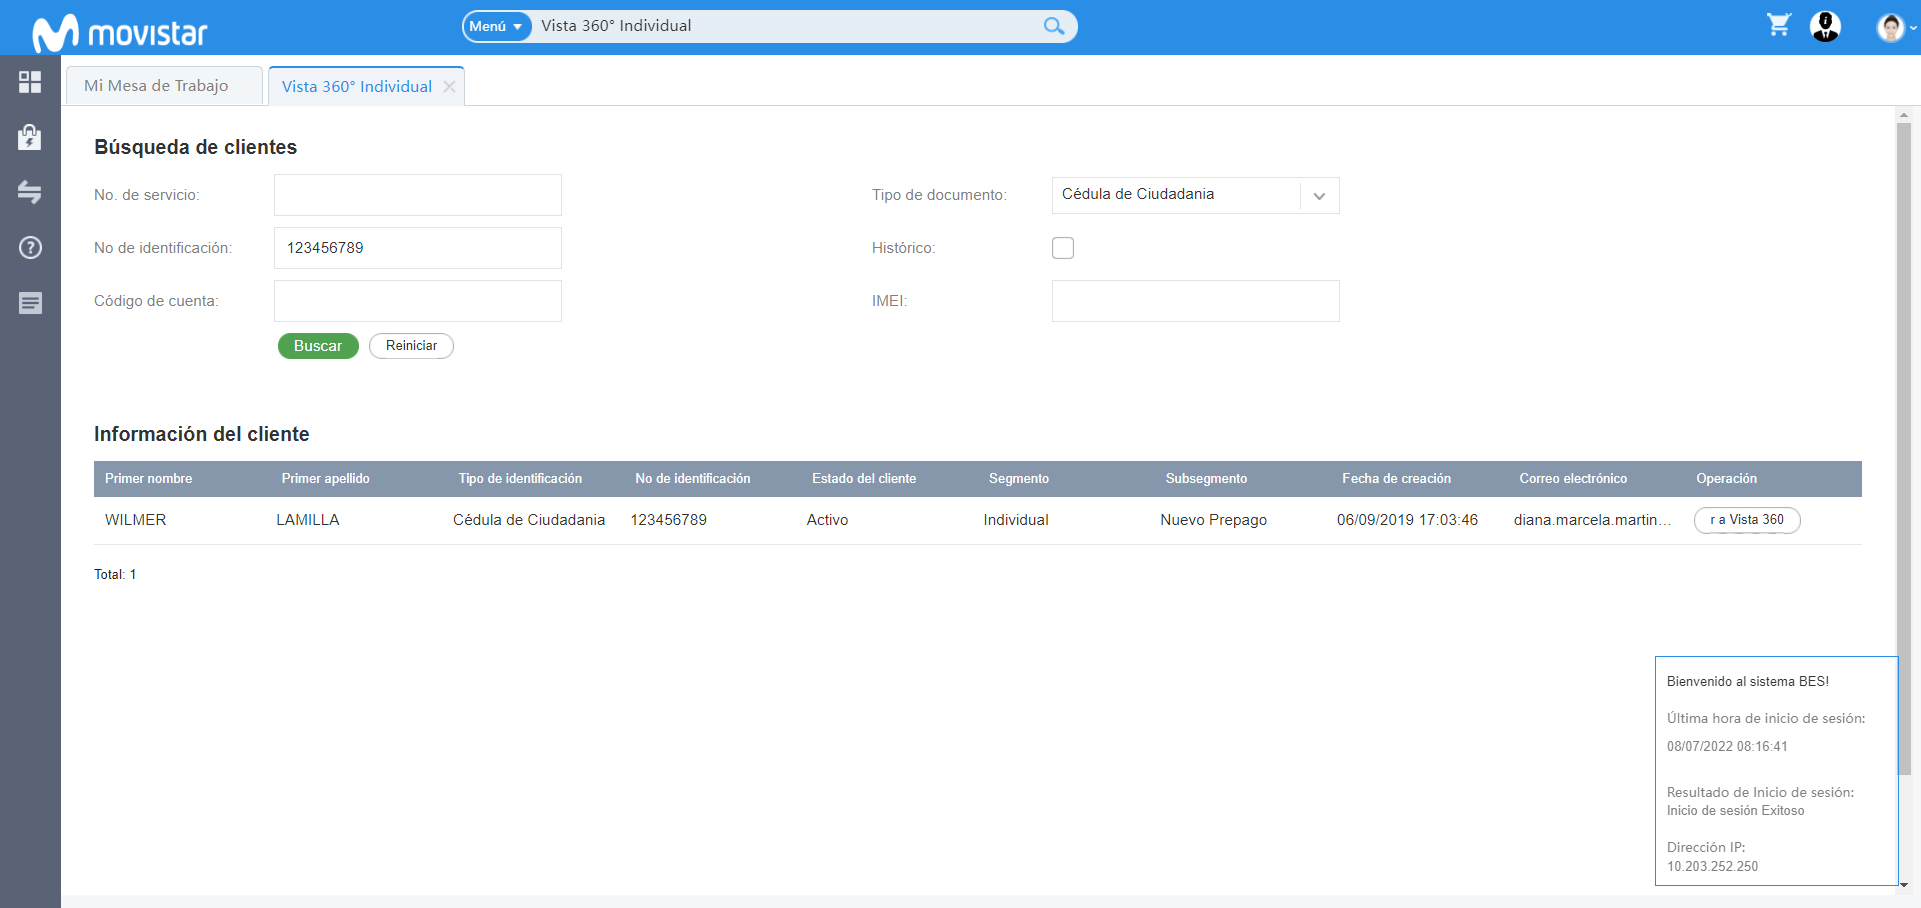 movistar
Menú
Vista 360° Individual
Mi Mesa de Trabajo
Vista 360° Individual
Búsqueda de clientes
No. de servicio:
Tipo de documento:
Cédula de Ciudadania
No de identificación:
123456789
Histórico:
Código de cuenta:
IMEI:
Buscar
Reiniciar
Información del cliente
Primer nombre Primer apellido Tipo de identificación No de identificación Estado del cliente Segmento Subsegmento Fecha de creación Correo electrónico Operación
WILMER LAMILLA Cédula de Ciudadania 123456789 Activo Individual Nuevo Prepago 06/09/2019 17:03:46 diana.marcela.martin... r a Vista 360
Total: 1
Bienvenido al sistema BES!
Última hora de inicio de sesión:
08/07/2022 08:16:41
Resultado de Inicio de sesión:
Inicio de sesión Exitoso
Dirección IP:
10.203.252.250